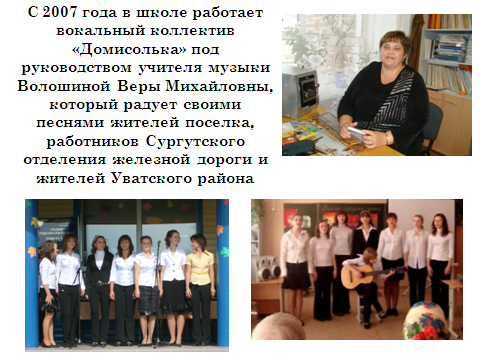 С 2007 года в школе работает
вокальный коллектив
«Домисолька» под
руководством учителя музыки
Волошиной Веры Михайловны,
который радует своими
песнями жителей поселка,
работников Сургутского
отделения железной дороги и
жителей Уватского района